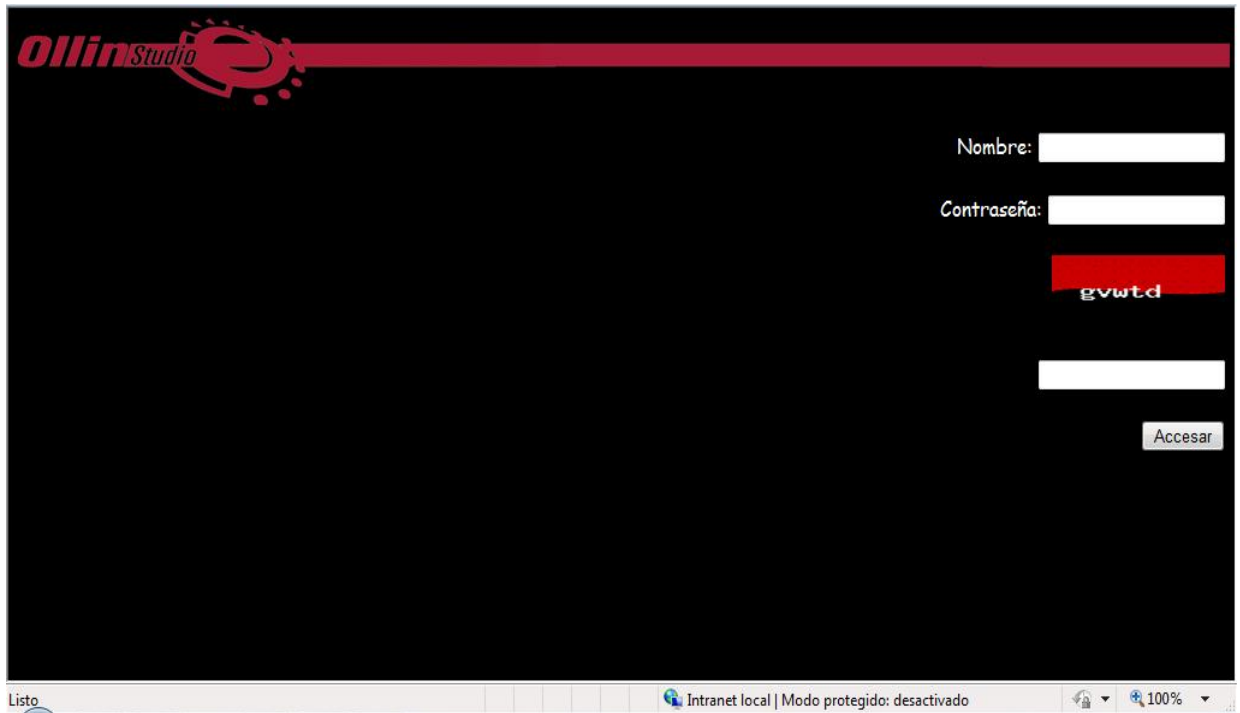 Ollin Studio
Nombre:
Contraseña:
gvwtd
Accesar
Listo
Intranet local | Modo protegido: desactivado
100%